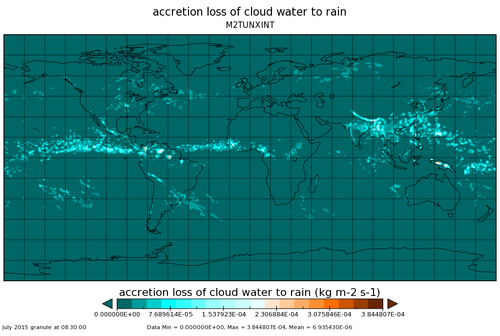 accretion loss of cloud water to rain
M2TUNXINT
accretion loss of cloud water to rain (kg m-2 s-1)
0.000000E+00 7.689614E-05 1.537923E-04 2.306884E-04 3.075846E-04 3.844807E-04
July 2015 granule at 08:30:00 Data Min = 0.000000E+00, Max = 3.844807E-04, Mean = 6.935430E-06